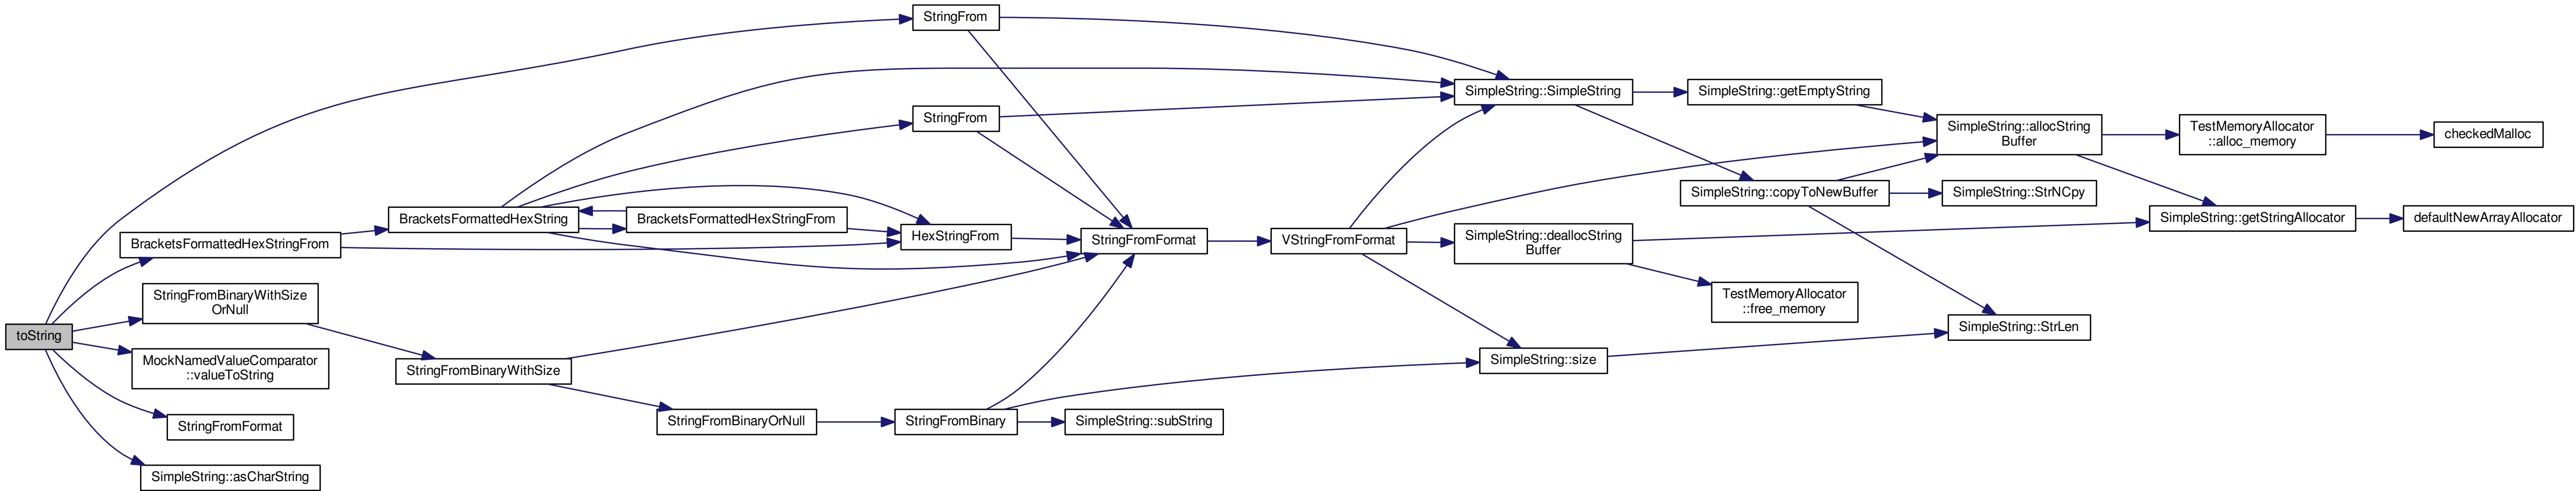 toString
StringFrom
BracketsFormattedHexStringFrom
StringFromBinaryWithSize
OrNull
MockNamedValueComparator
::valueToString
StringFromFormat
SimpleString::asCharString
BracketsFormattedHexString
StringFromBinaryWithSize
StringFrom
BracketsFormattedHexStringFrom
HexStringFrom
StringFromBinaryOrNull
StringFromBinary
StringFromFormat
SimpleString::subString
VStringFromFormat
SimpleString::SimpleString
SimpleString::deallocString
Buffer
SimpleString::size
SimpleString::getEmptyString
SimpleString::copyToNewBuffer
TestMemoryAllocator
::free_memory
SimpleString::allocString
Buffer
SimpleString::StrNCpy
SimpleString::StrLen
TestMemoryAllocator
::alloc_memory
SimpleString::getStringAllocator
checkedMalloc
defaultNewArrayAllocator